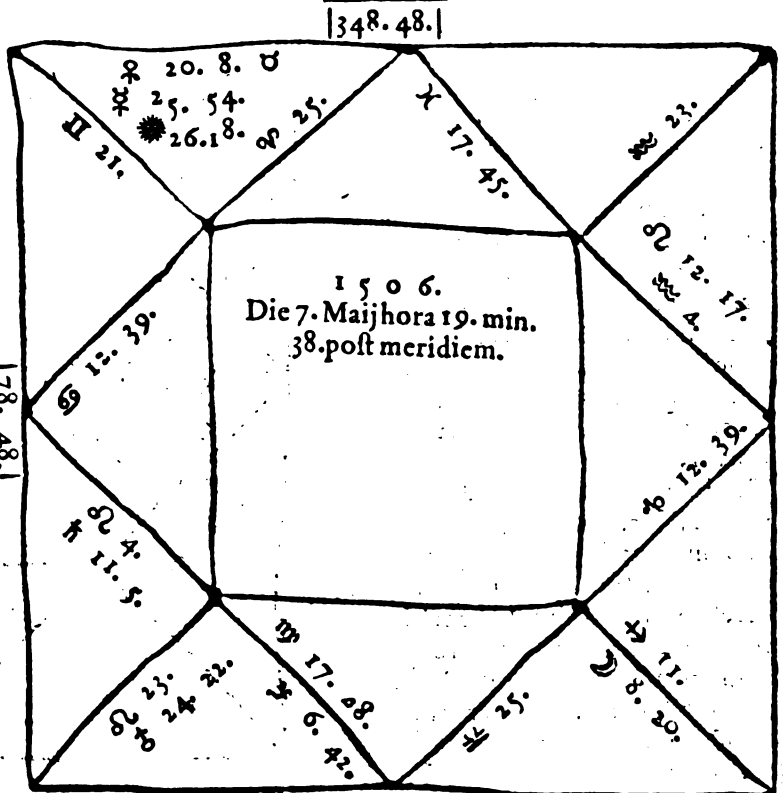 |348. 48.|
♀ 20. 8. ♉
☿ 25. 54.
☉ 26.18.
♊ 21.
♉ 25.
♓ 17. 45.
♒ 23.
☊ 12. 17.
♒ 4.
♋ 12. 39.
1506.
Die 7. Maij hora 19. min.
38. poſt meridiem.
|78. 48.|
♑ 12. 39.
♌ 4.
♄ 11. 5.
♌ 23.
24. 22.
♍ 17. 48.
♃ 6. 42.
♎ 25.
♐ 11.
☽ 8. 20.